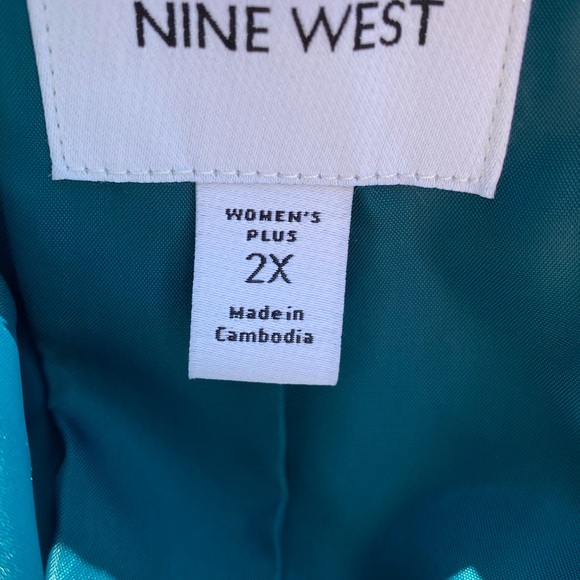 NINE WEST
WOMEN'S
PLUS
2X
Made in
Cambodia